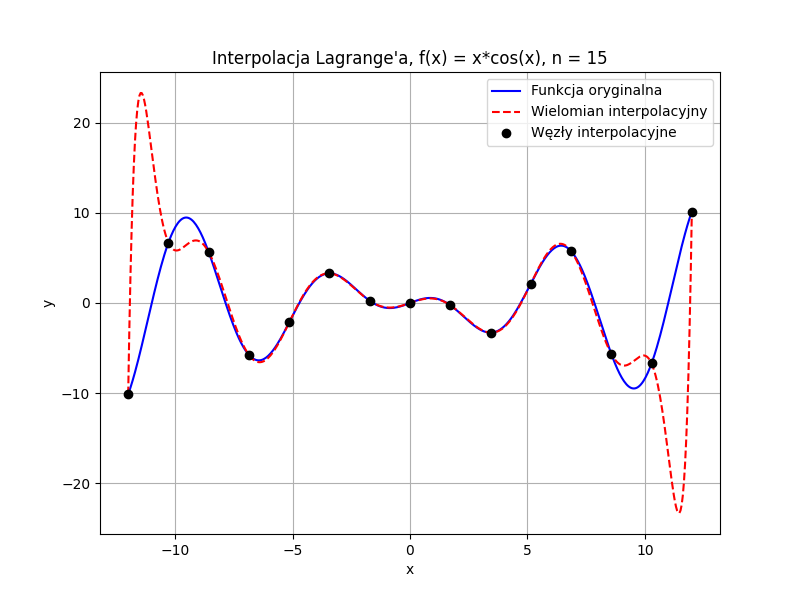 Interpolacja Lagrange'a, f(x) = x*cos(x), n = 15
Funkcja oryginalna
Wielomian interpolacyjny
Węzły interpolacyjne
20
10
0
−10
−20
y
−10
−5
0
5
10
x